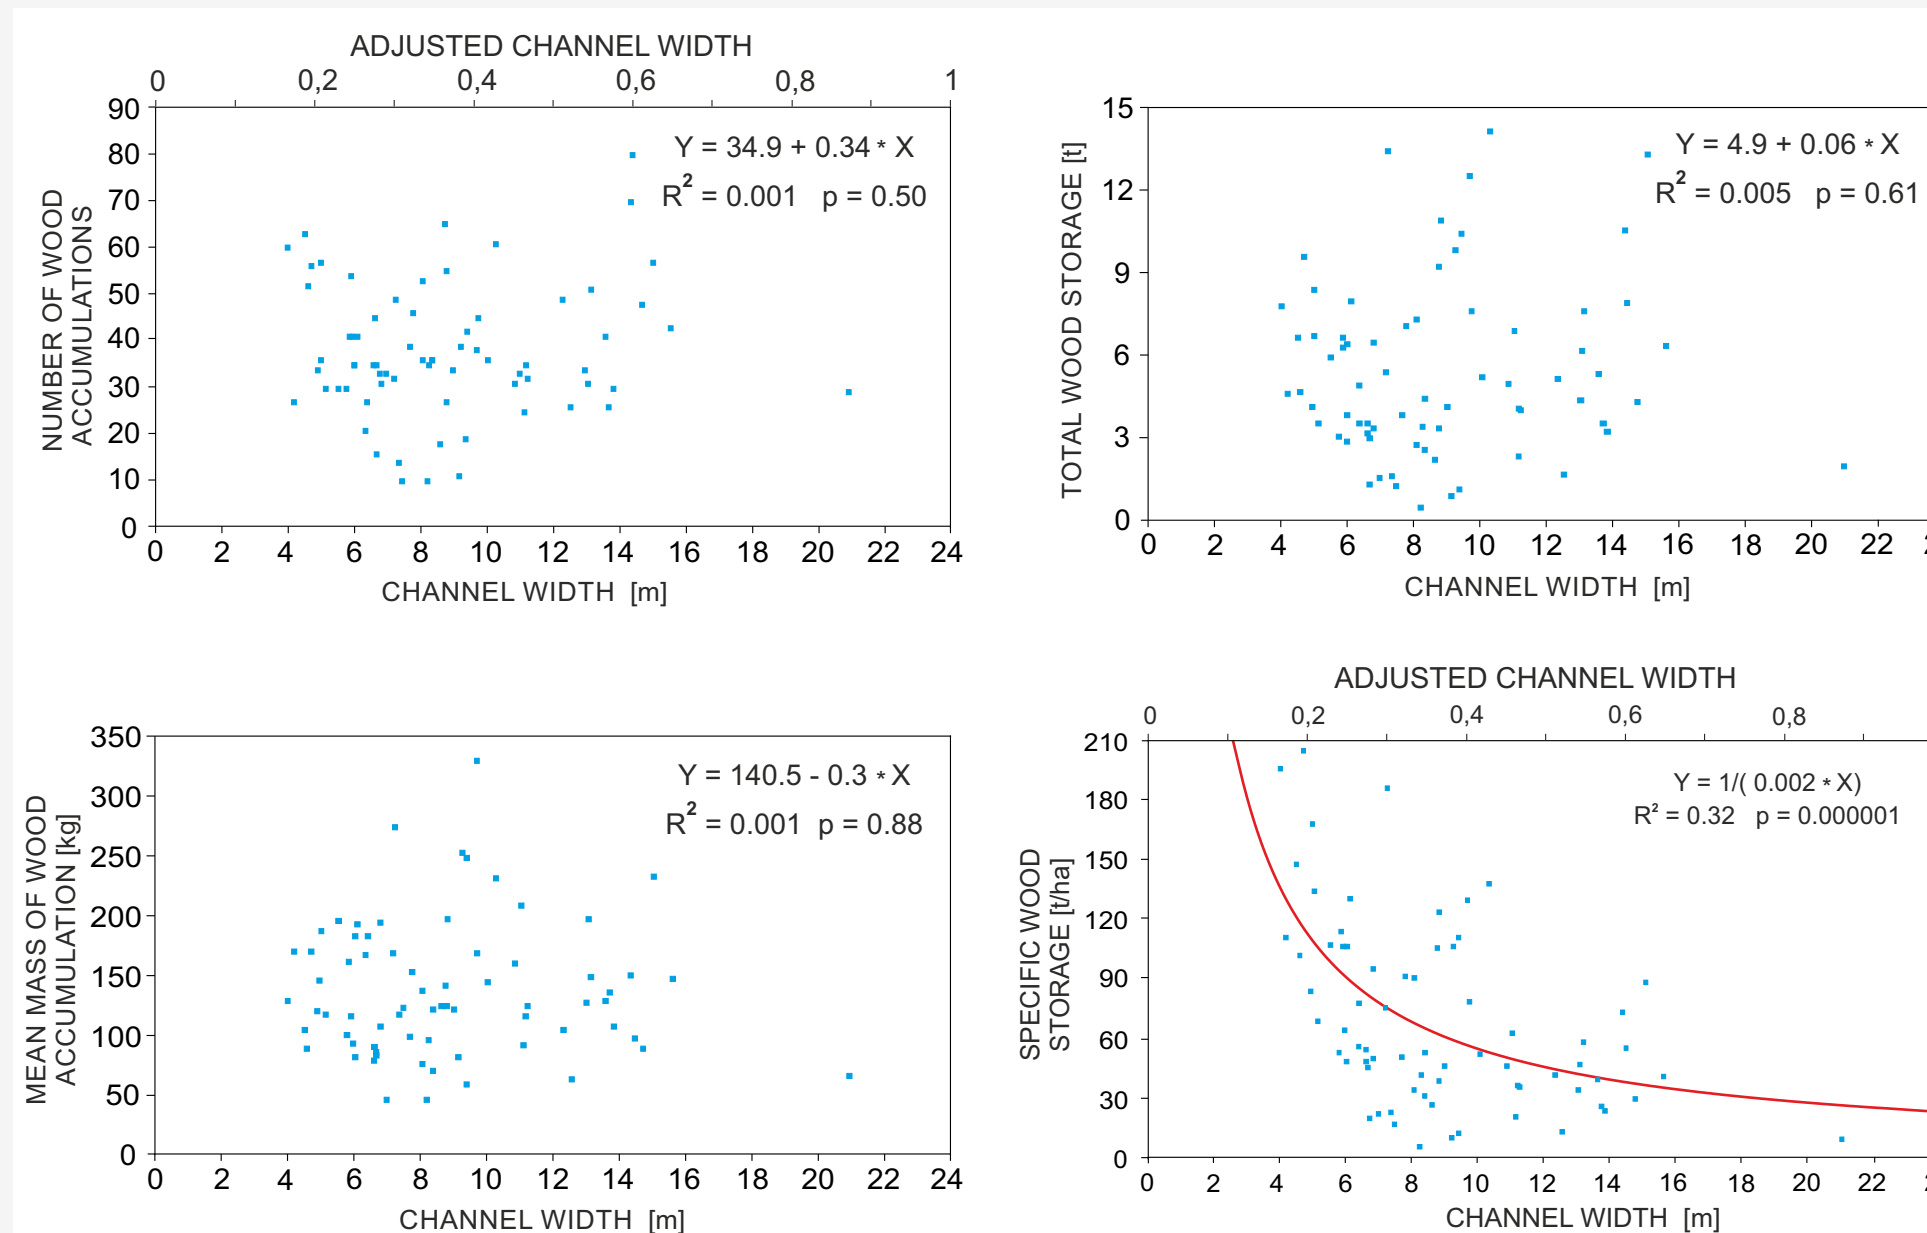 ADJUSTED CHANNEL WIDTH
0 0,2 0,4 0,6 0,8 1
90
80
70
60
50
40
30
20
10
0
NUMBER OF WOOD
ACCUMULATIONS
Y = 34.9 + 0.34 * X
R² = 0.001 p = 0.50
0 2 4 6 8 10 12 14 16 18 20 22 24
CHANNEL WIDTH [m]
15
12
9
6
3
0
TOTAL WOOD STORAGE [t]
Y = 4.9 + 0.06 * X
R² = 0.005 p = 0.61
0 2 4 6 8 10 12 14 16 18 20 22
CHANNEL WIDTH [m]
350
300
250
200
150
100
50
0
MEAN MASS OF WOOD
ACCUMULATION [kg]
Y = 140.5 - 0.3 * X
R² = 0.001 p = 0.88
0 2 4 6 8 10 12 14 16 18 20 22 24
CHANNEL WIDTH [m]
ADJUSTED CHANNEL WIDTH
0 0,2 0,4 0,6 0,8
210
180
150
120
90
60
30
0
SPECIFIC WOOD
STORAGE [t/ha]
Y = 1/( 0.002 * X)
R² = 0.32 p = 0.000001
0 2 4 6 8 10 12 14 16 18 20 22
CHANNEL WIDTH [m]